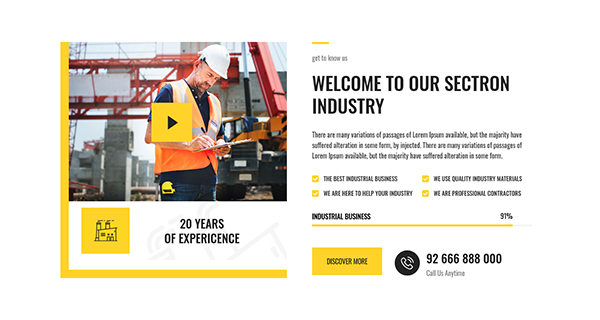 get to know us
WELCOME TO OUR SECTRON
INDUSTRY
There are many variations of passages of Lorem Ipsum available, but the majority have
suffered alteration in some form, by injected. There are many variations of passages of
Lorem Ipsum available, but the majority have suffered alteration in some form.
THE BEST INDUSTRIAL BUSINESS
WE USE QUALITY INDUSTRY MATERIALS
WE ARE HERE TO HELP YOUR INDUSTRY
WE ARE PROFESSIONAL CONTRACTORS
INDUSTRIAL BUSINESS 91%
20 YEARS
OF EXPERICENCE
DISCOVER MORE
92 666 888 000
Call Us Anytime